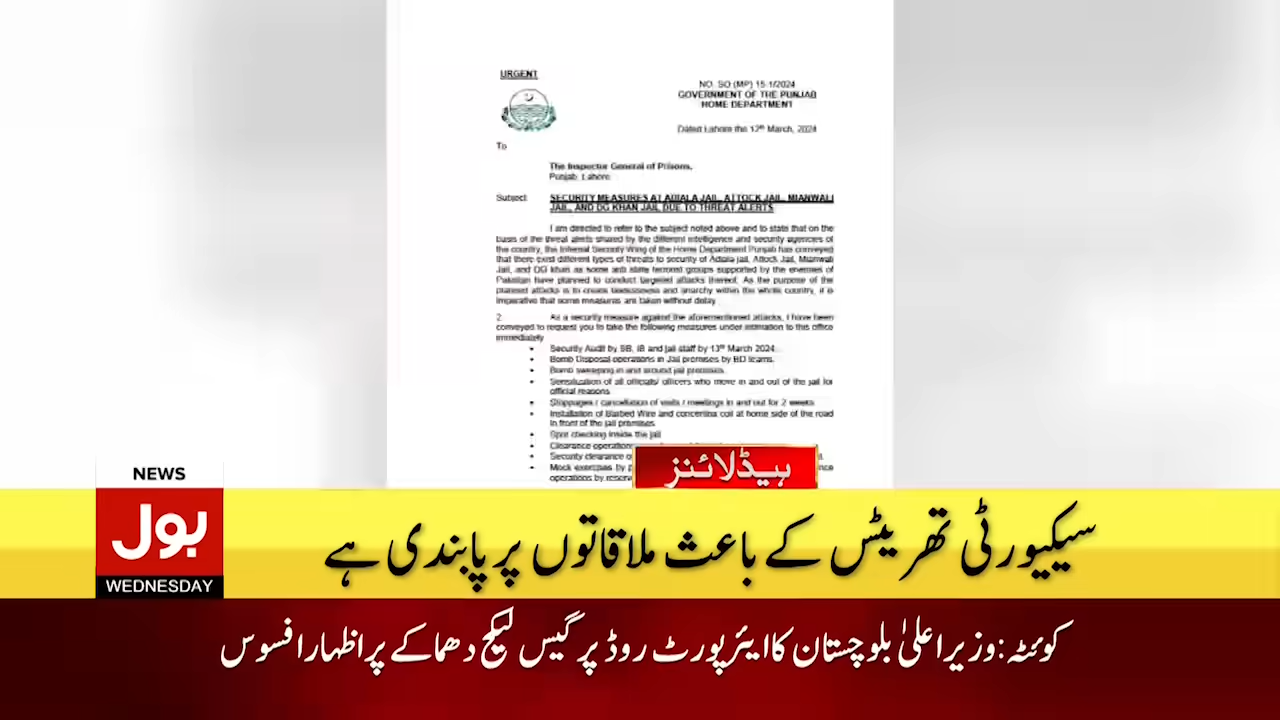 URGENT
NO. SO (MP) 15-1/2024
GOVERNMENT OF THE PUNJAB
HOME DEPARTMENT
Dated Lahore the 12th March, 2024
To
The Inspector General of Prisons,
Punjab, Lahore
Subject: SECURITY MEASURES AT ADIALA JAIL, ATTOCK JAIL, MIANWALI
JAIL, AND DG KHAN JAIL DUE TO THREAT ALERTS
I am directed to refer to the subject noted above and to state that on the
basis of the threat alerts shared by the different intelligence and security agencies of
the country, the Internal Security Wing of the Home Department Punjab has conveyed
that there exist different types of threats to security of Adiala jail, Attock Jail, Mianwali
Jail, and DG khan as some anti state terrorist groups supported by the enemies of
Pakistan have planned to conduct targeted attacks thereof. As the purpose of the
planned attacks is to create lawlessness and anarchy within the whole country, it is
imperative that some measures are taken without delay
2. As a security measure against the aforementioned attacks, I have been
conveyed to request you to take the following measures under intimation to this office
immediately
• Security Audit by SB, IB and jail staff by 13th March 2024
• Bomb Disposal operations in Jail premises by BD teams.
• Bomb sweeping in and around jail premises
• Sensitization of all officials/ officers who move in and out of the jail for
official reasons
• Stoppages / cancellation of visits / meetings in and out for 2 weeks
• Installation of Barbed Wire and concertina coil at home side of the road
in front of the jail premises
• Spot checking inside the jail
• Clearance operations
• Security clearance o
• Mock exercises by
operations by reserv
ہیڈلائنز
NEWS
بول
WEDNESDAY
سیکیورٹی تھریٹس کے باعث ملاقاتوں پر پابندی ہے
کوئٹہ: وزیراعلیٰ بلوچستان کا ایئرپورٹ روڈ پر گیس لیکج دھماکے پر اظہار افسوس